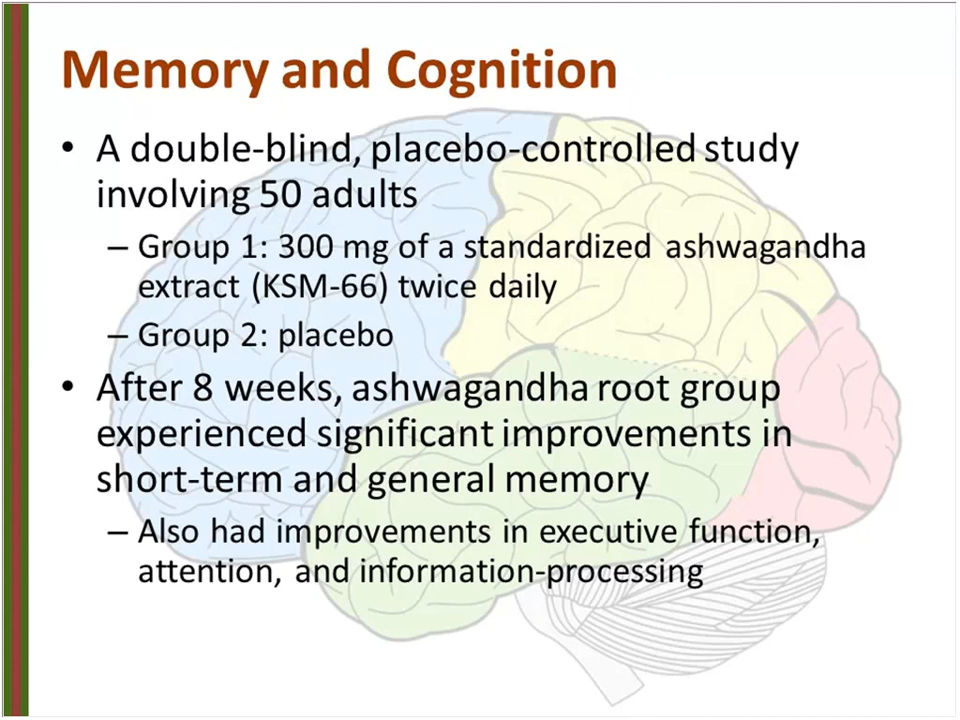 Memory and Cognition
• A double-blind, placebo-controlled study
involving 50 adults
– Group 1: 300 mg of a standardized ashwagandha
extract (KSM-66) twice daily
– Group 2: placebo
• After 8 weeks, ashwagandha root group
experienced significant improvements in
short-term and general memory
– Also had improvements in executive function,
attention, and information-processing